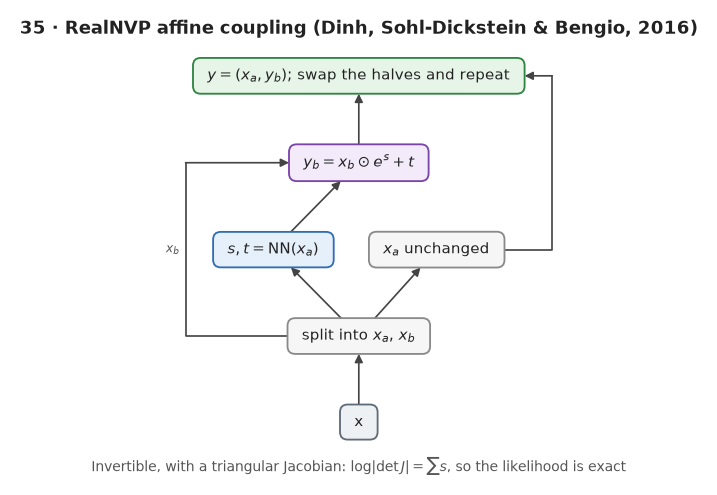 35 · RealNVP affine coupling (Dinh, Sohl-Dickstein & Bengio, 2016)
y = (x_a, y_b); swap the halves and repeat
y_b = x_b ⊙ e^s + t
x_b
s, t = NN(x_a)
x_a unchanged
split into x_a, x_b
x
Invertible, with a triangular Jacobian: log|det J| = ∑ s, so the likelihood is exact